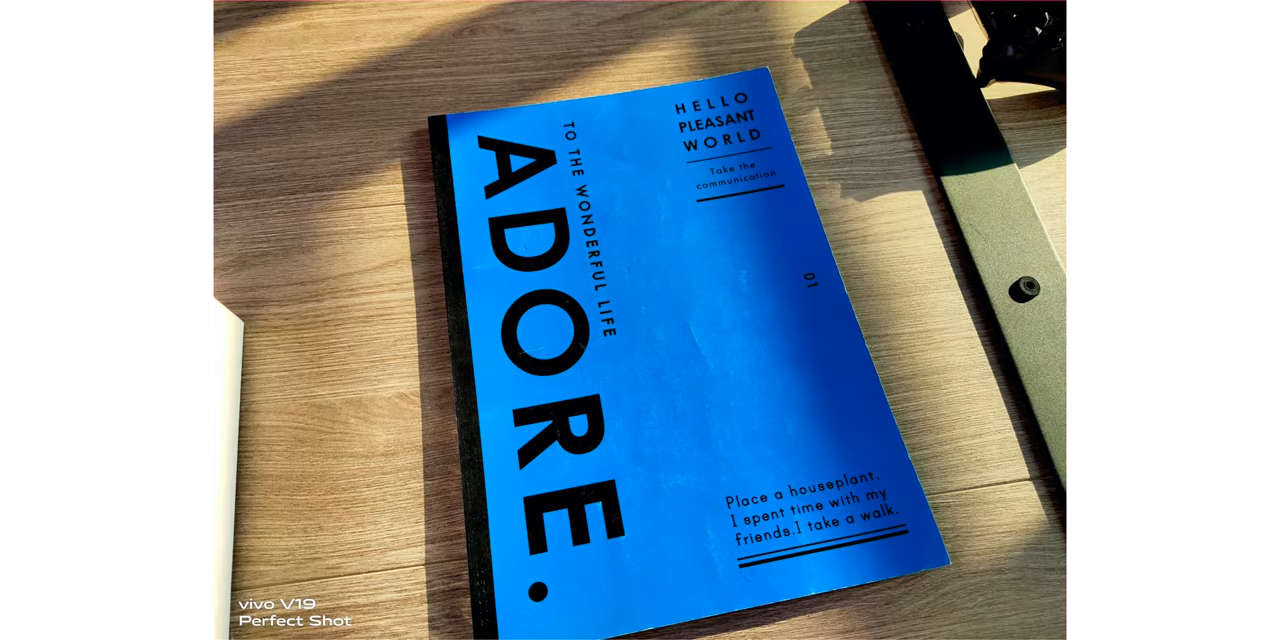 HELLO
PLEASANT
WORLD
Take the
communication
TO THE WONDERFUL LIFE
ADORE.
01
Place a houseplant.
I spent time with my
friends.I take a walk.
vivo V19
Perfect Shot